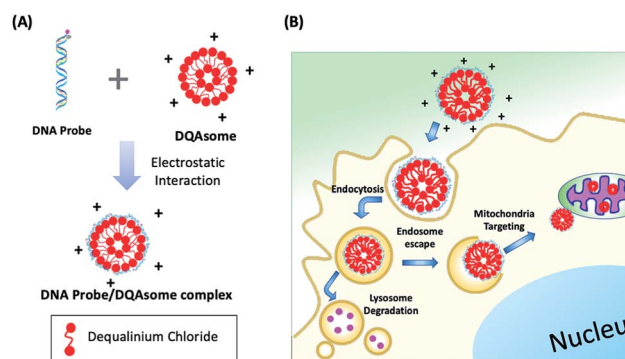 (A)
+
+
+
+
+
+
DNA Probe
DQAsome
Electrostatic
Interaction
+
+
+
+
DNA Probe/DQAsome complex
Dequalinium Chloride
(B)
+
+
+
+
+
+
Endocytosis
Endosome
escape
Mitochondria
Targeting
Lysosome
Degradation
Nucleu